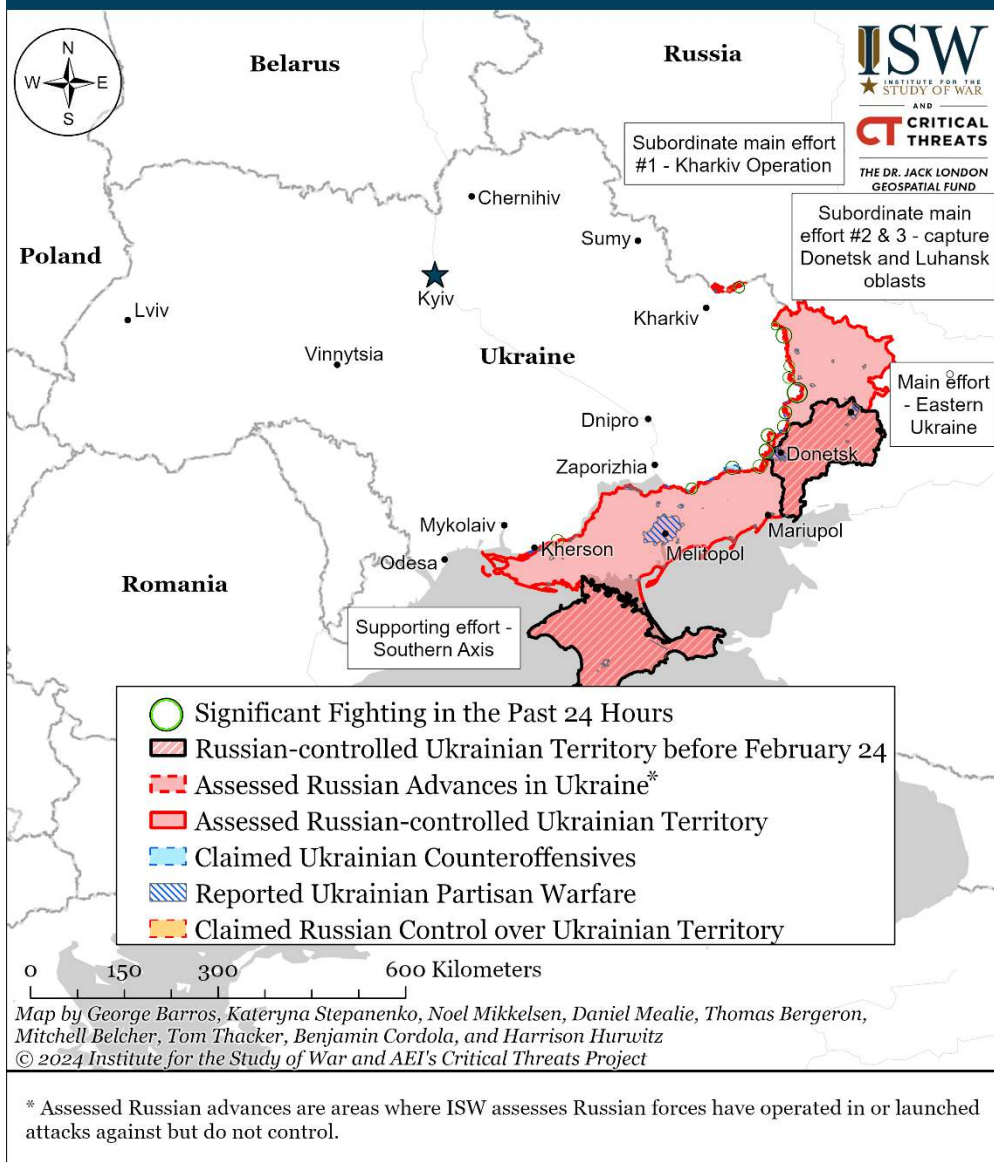 N
W
E
S
Belarus
Russia
ISW
INSTITUTE FOR THE
STUDY OF WAR
AND
CT CRITICAL
THREATS
THE DR. JACK LONDON
GEOSPATIAL FUND
Subordinate main effort
#1 - Kharkiv Operation
Subordinate main
effort #2 & 3 - capture
Donetsk and Luhansk
oblasts
Chernihiv
Sumy
Poland
Kyiv
Lviv
Kharkiv
Vinnytsia
Ukraine
Main effort
- Eastern
Ukraine
Dnipro
Donetsk
Zaporizhia
Mykolaiv
Mariupol
Kherson
Melitopol
Odesa
Romania
Supporting effort -
Southern Axis
Significant Fighting in the Past 24 Hours
Russian-controlled Ukrainian Territory before February 24
Assessed Russian Advances in Ukraine*
Assessed Russian-controlled Ukrainian Territory
Claimed Ukrainian Counteroffensives
Reported Ukrainian Partisan Warfare
Claimed Russian Control over Ukrainian Territory
0 150 300 600 Kilometers
Map by George Barros, Kateryna Stepanenko, Noel Mikkelsen, Daniel Mealie, Thomas Bergeron,
Mitchell Belcher, Tom Thacker, Benjamin Cordola, and Harrison Hurwitz
© 2024 Institute for the Study of War and AEI's Critical Threats Project
* Assessed Russian advances are areas where ISW assesses Russian forces have operated in or launched
attacks against but do not control.